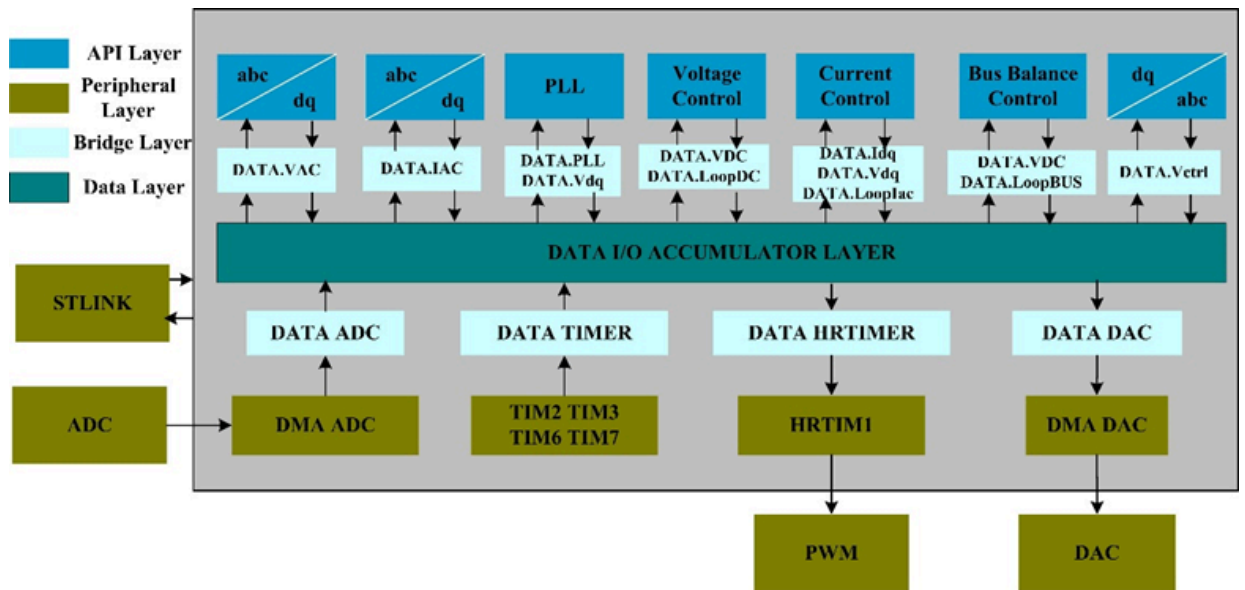 API Layer
Peripheral
Layer
Bridge Layer
Data Layer
abc
dq
abc
dq
PLL
Voltage
Control
Current
Control
Bus Balance
Control
dq
abc
DATA.VAC
DATA.IAC
DATA.PLL
DATA.Vdq
DATA.VDC
DATA.LoopDC
DATA.Idq
DATA.Vdq
DATA.LoopIac
DATA.VDC
DATA.LoopBUS
DATA.Vctrl
DATA I/O ACCUMULATOR LAYER
STLINK
DATA ADC
DATA TIMER
DATA HRTIMER
DATA DAC
ADC
DMA ADC
TIM2 TIM3
TIM6 TIM7
HRTIM1
DMA DAC
PWM
DAC